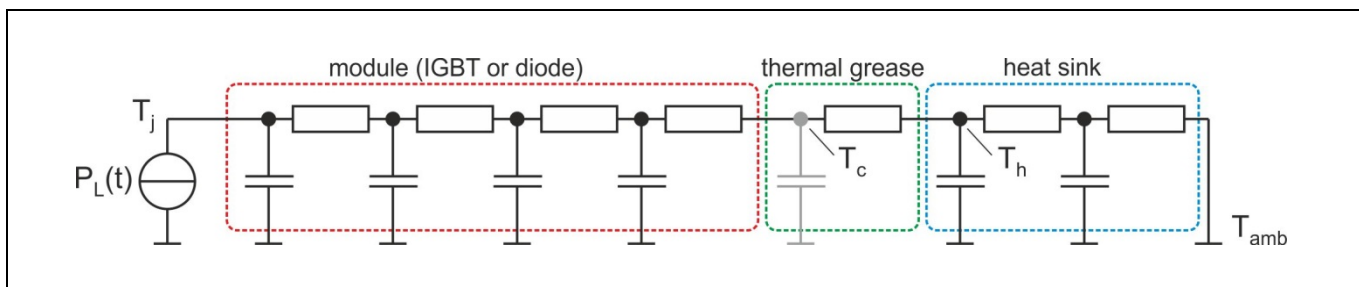 module (IGBT or diode)
thermal grease
heat sink
Tj
Tc
Th
PL(t)
Tamb